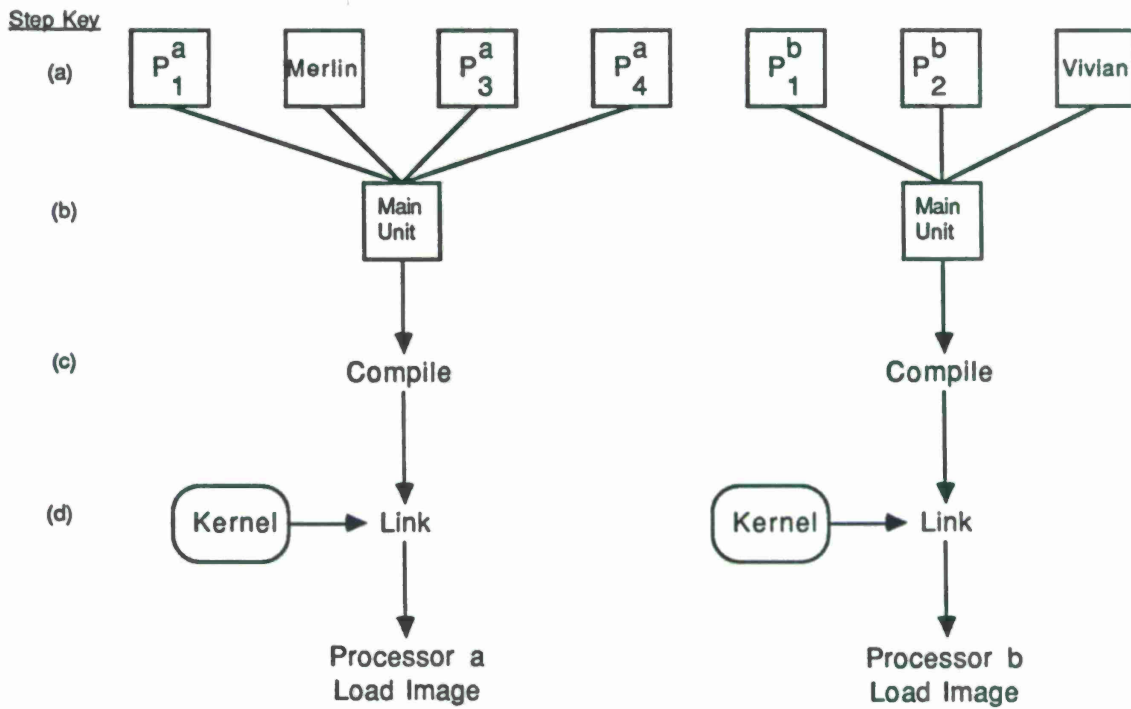 Step Key
(a)
P a 1
Merlin
P a 3
P a 4
P b 1
P b 2
Vivian
(b)
Main
Unit
Main
Unit
(c)
Compile
Compile
(d)
Kernel
Link
Kernel
Link
Processor a
Load Image
Processor b
Load Image